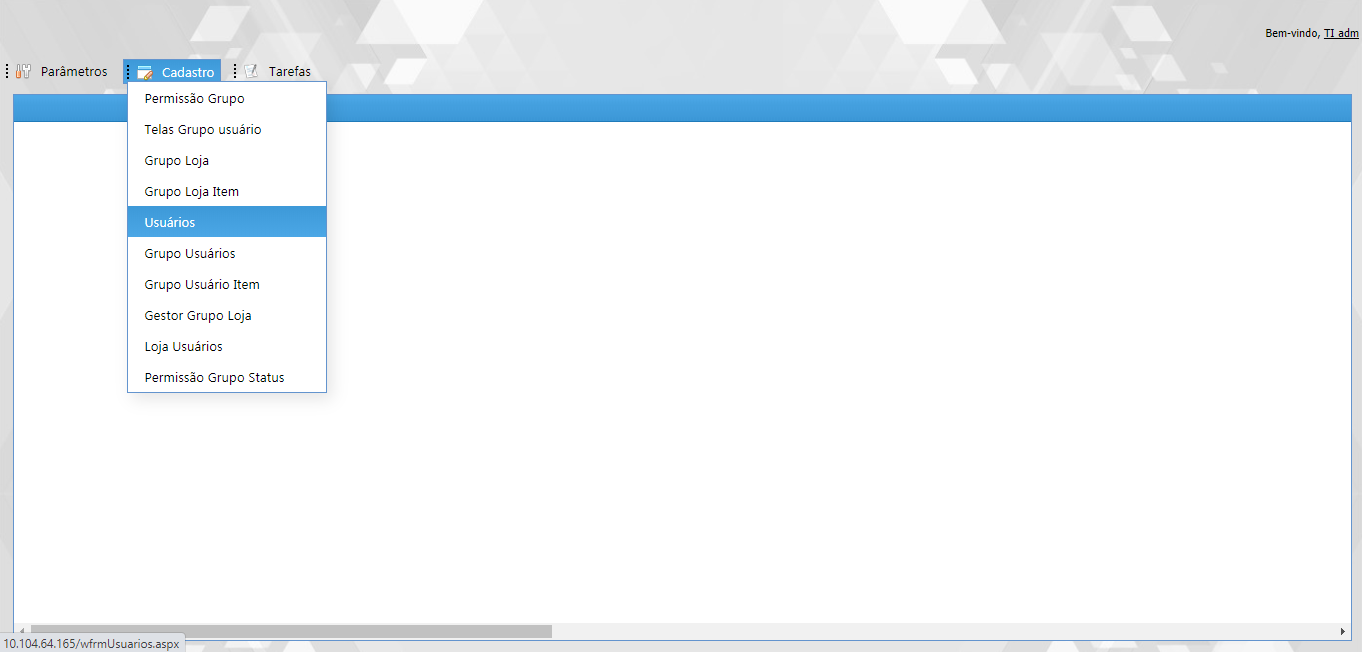 Bem-vindo, TI adm
Parâmetros Cadastro Tarefas
Permissão Grupo
Telas Grupo usuário
Grupo Loja
Grupo Loja Item
Usuários
Grupo Usuários
Grupo Usuário Item
Gestor Grupo Loja
Loja Usuários
Permissão Grupo Status
10.104.64.165/wfrmUsuarios.aspx